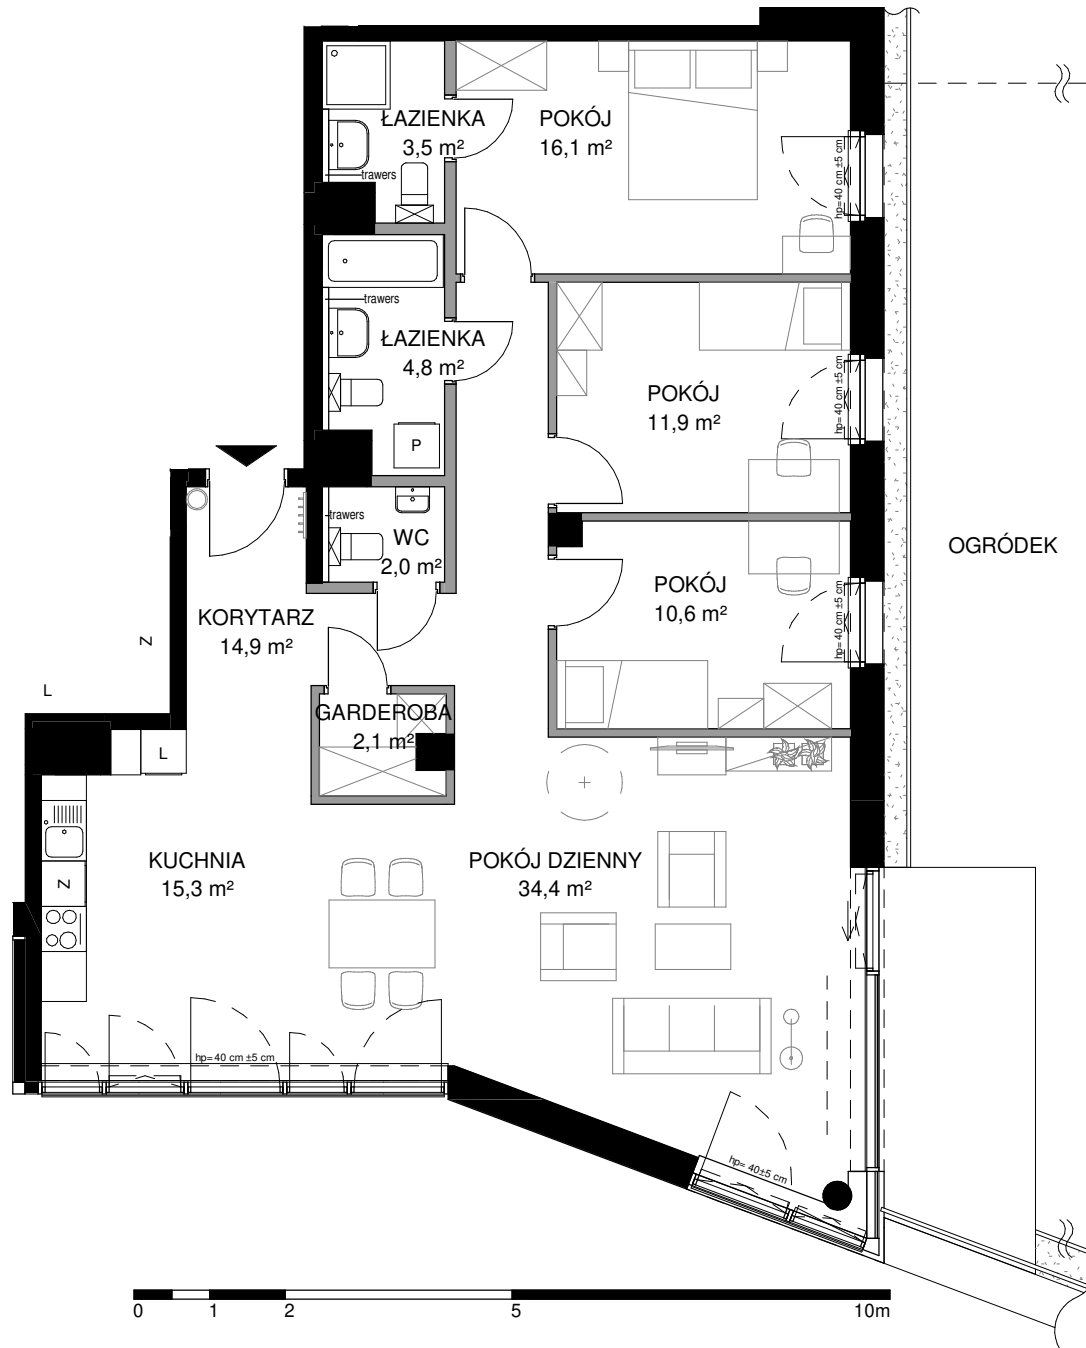 ŁAZIENKA
3,5 m²
trawers
POKÓJ
16,1 m²
hp= 40 cm ±5 cm
trawers
ŁAZIENKA
4,8 m²
P
POKÓJ
11,9 m²
hp= 40 cm ±5 cm
trawers
WC
2,0 m²
OGRÓDEK
POKÓJ
10,6 m²
hp= 40 cm ±5 cm
KORYTARZ
14,9 m²
Z
L
GARDEROBA
2,1 m²
L
KUCHNIA
15,3 m²
Z
POKÓJ DZIENNY
34,4 m²
hp= 40 cm ±5 cm
hp= 40±5 cm
0 1 2 5 10m